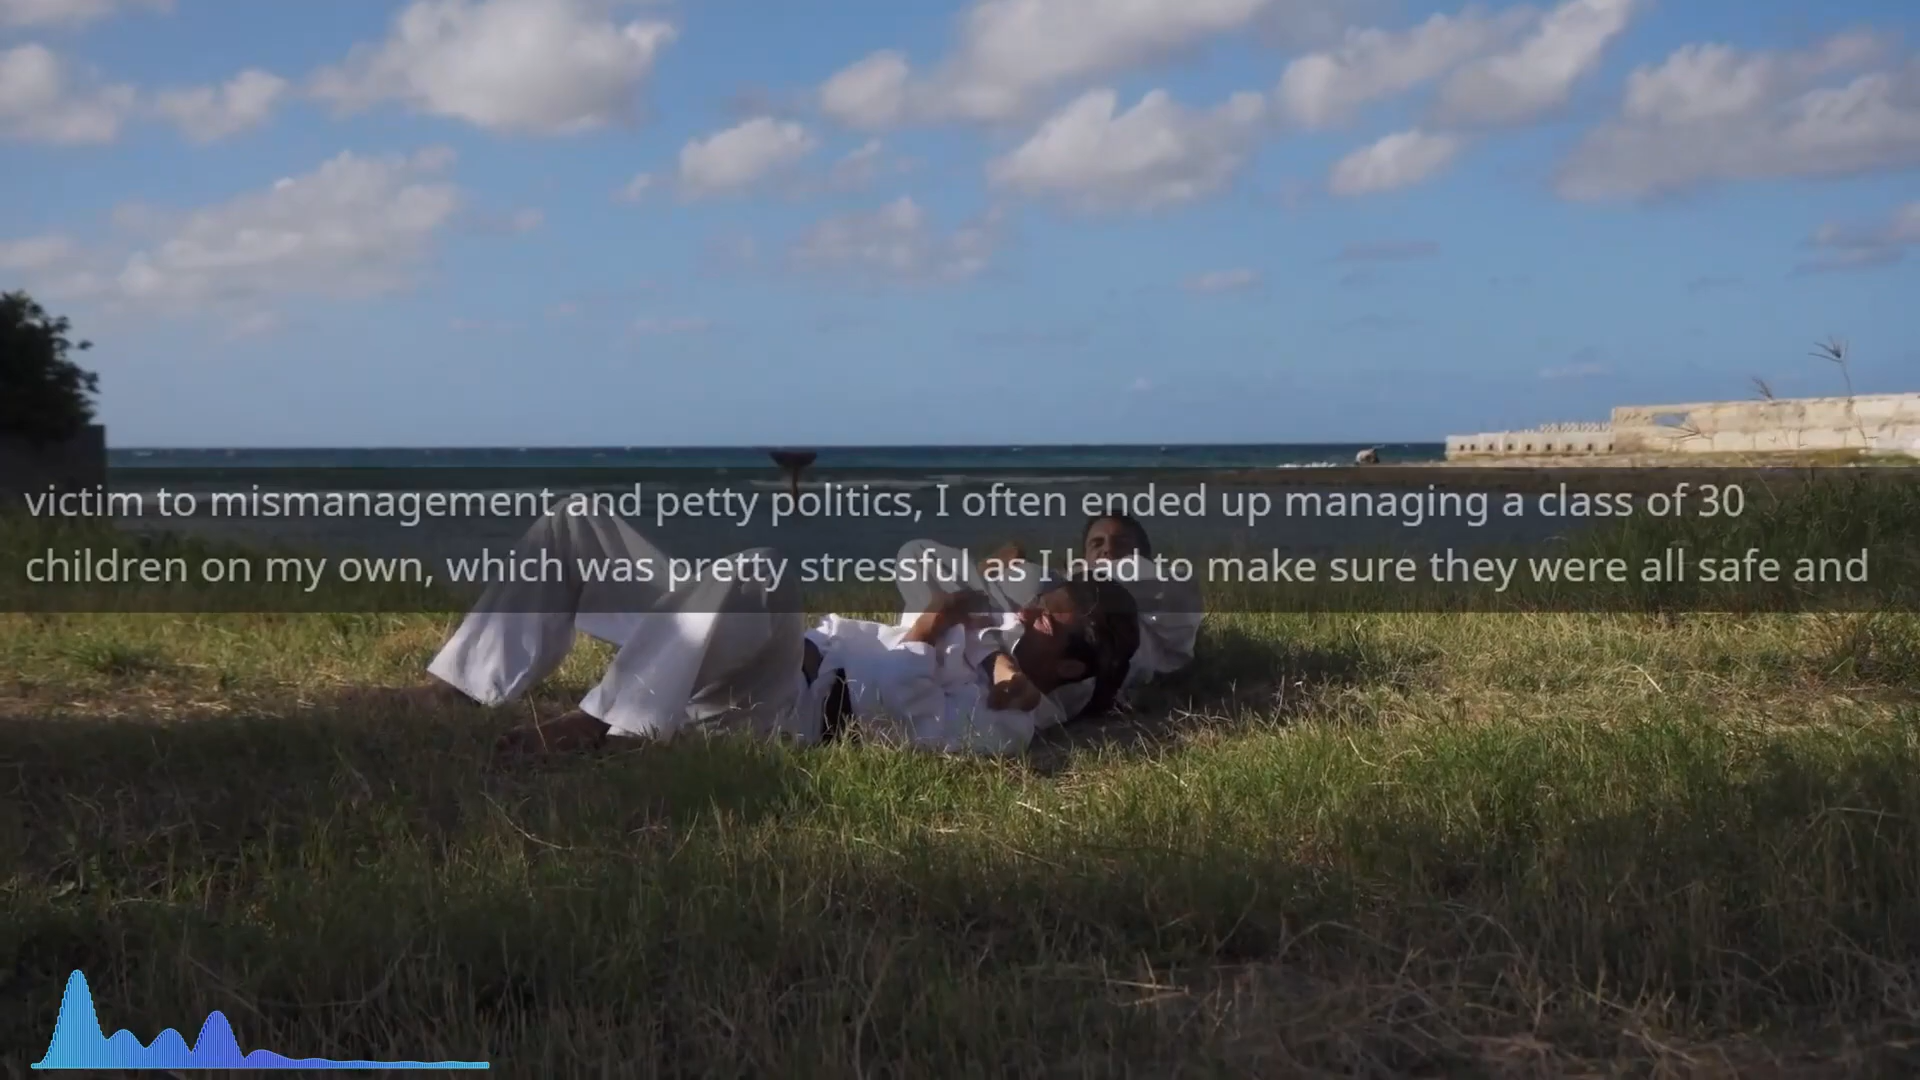 victim to mismanagement and petty politics, I often ended up managing a class of 30
children on my own, which was pretty stressful as I had to make sure they were all safe and